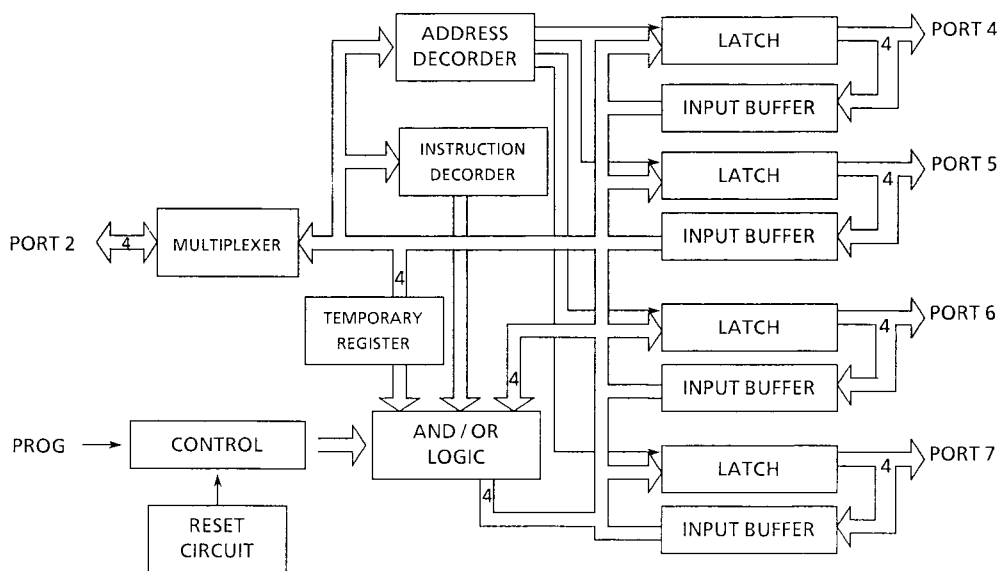 ADDRESS
DECORDER
LATCH
4
PORT 4
INPUT BUFFER
INSTRUCTION
DECORDER
LATCH
4
PORT 5
INPUT BUFFER
PORT 2
4
MULTIPLEXER
4
TEMPORARY
REGISTER
LATCH
4
PORT 6
4
INPUT BUFFER
PROG
CONTROL
AND / OR
LOGIC
LATCH
4
PORT 7
4
INPUT BUFFER
RESET
CIRCUIT